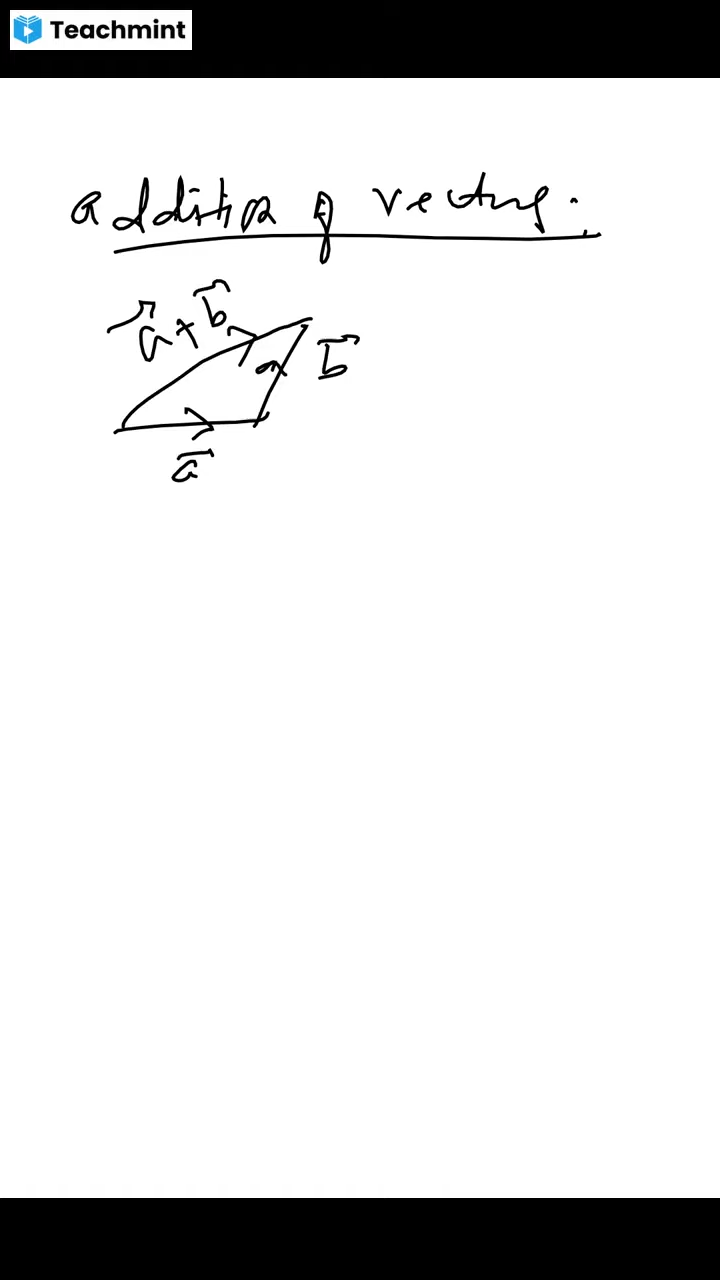 Teachmint
addition of vectors.
a⃗ + b⃗
b⃗
a⃗